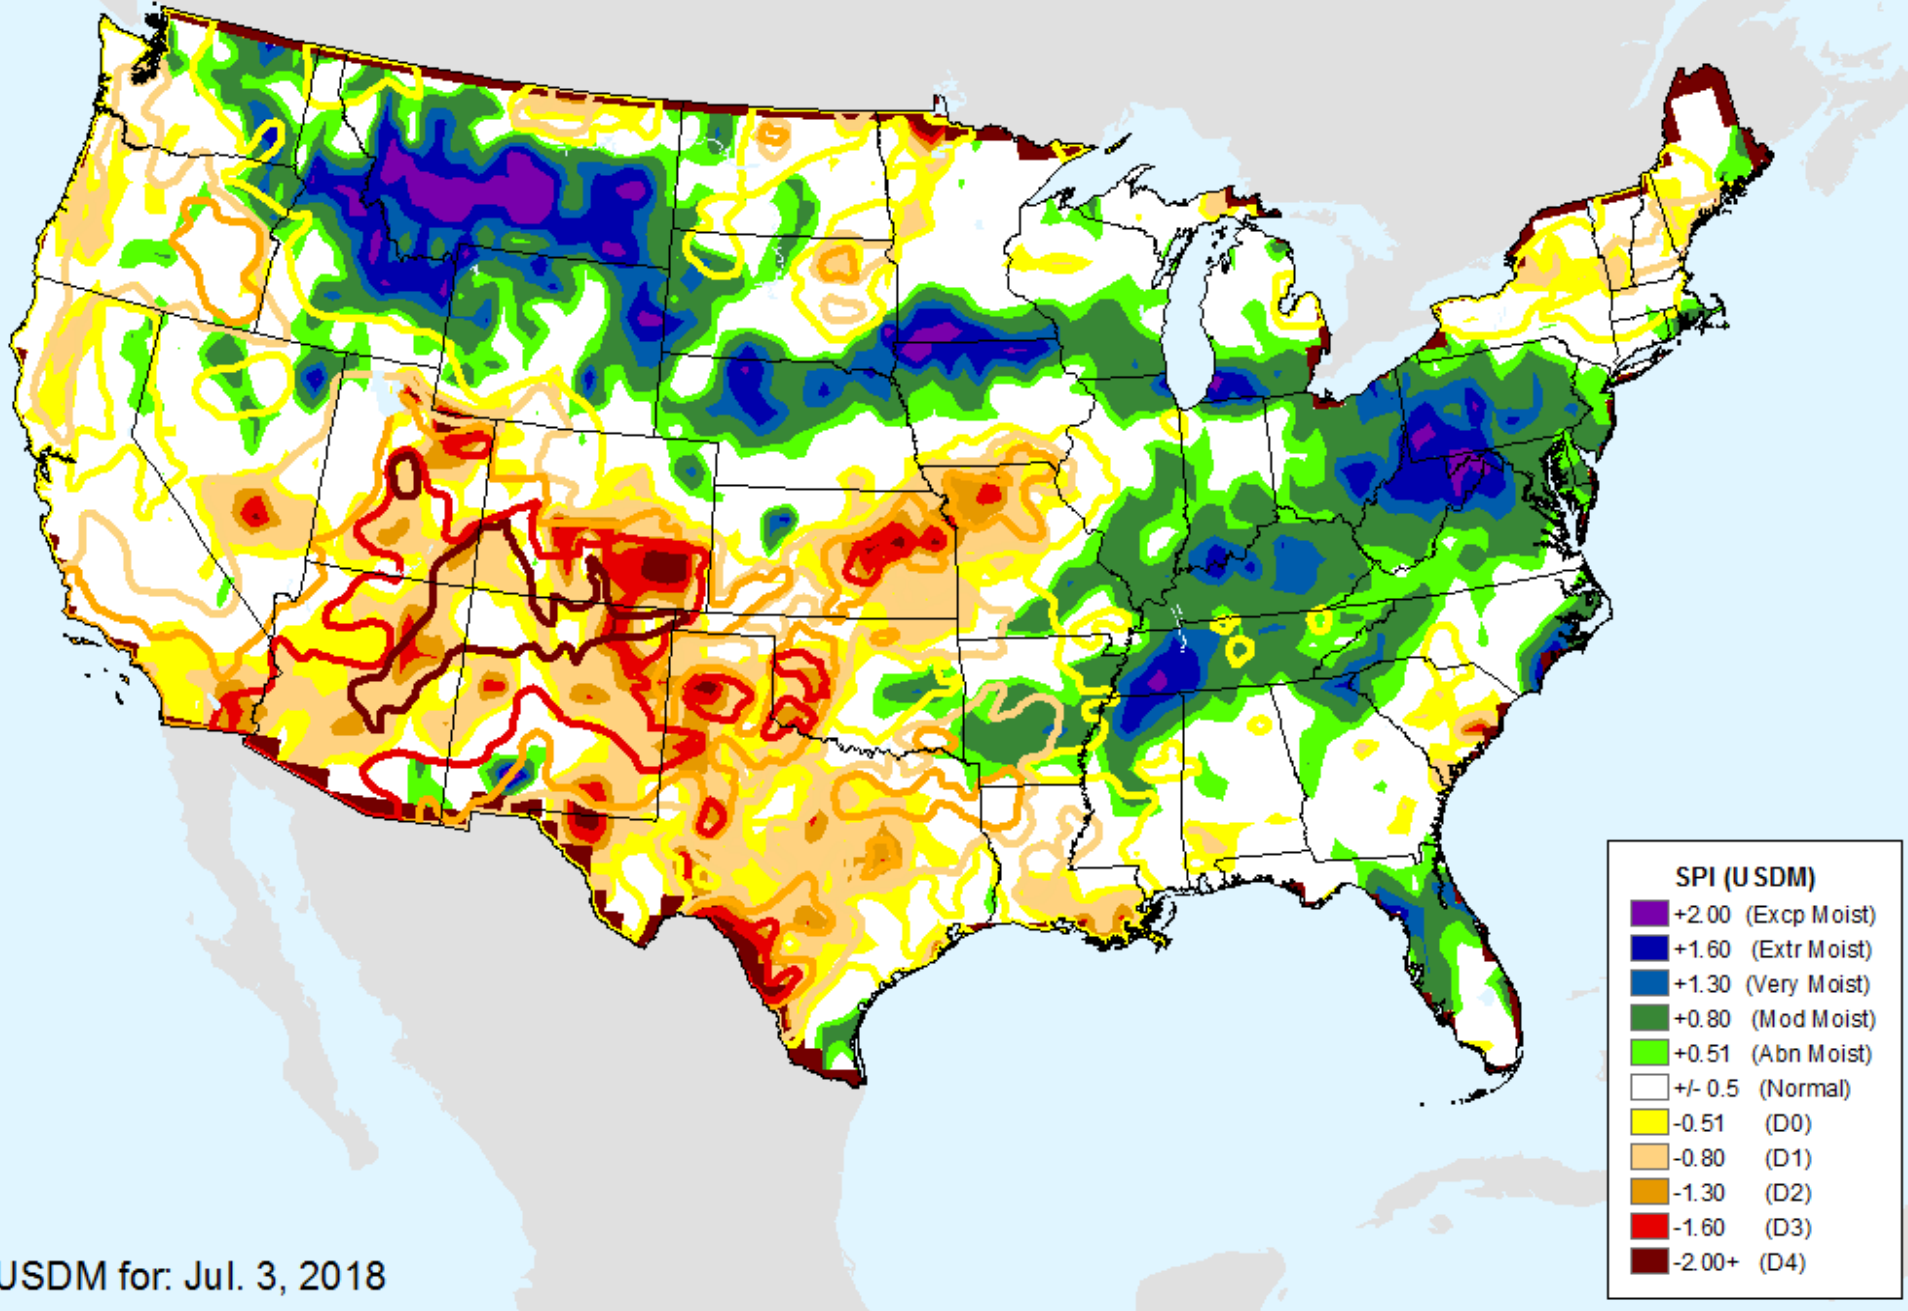 SPI (USDM)
+2.00 (Excp Moist)
+1.60 (Extr Moist)
+1.30 (Very Moist)
+0.80 (Mod Moist)
+0.51 (Abn Moist)
+/- 0.5 (Normal)
-0.51 (D0)
-0.80 (D1)
-1.30 (D2)
-1.60 (D3)
-2.00+ (D4)
USDM for: Jul. 3, 2018